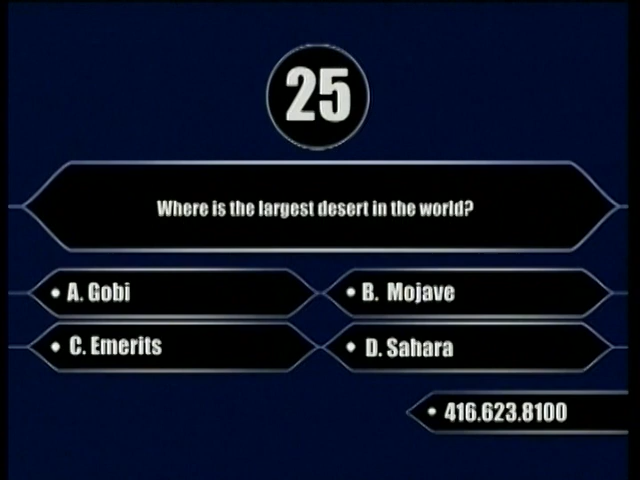 25
Where is the largest desert in the world?
• A. Gobi
• B. Mojave
• C. Emerits
• D. Sahara
• 416.623.8100